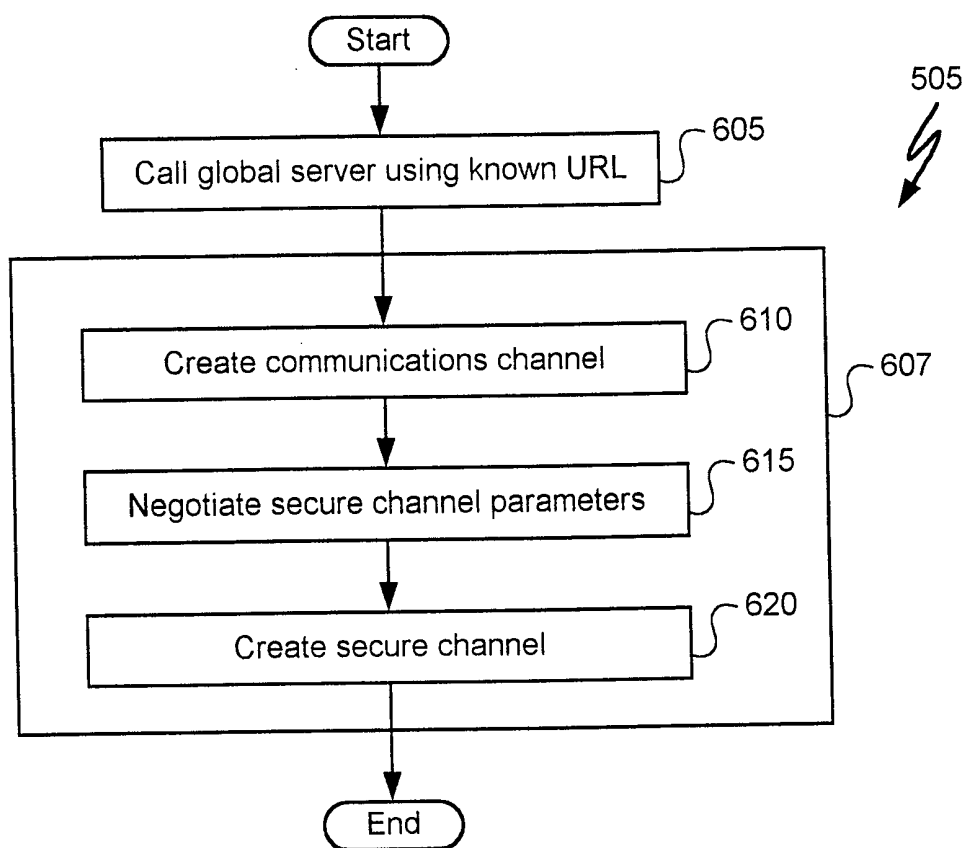 Start
505
605
Call global server using known URL
610
Create communications channel
607
615
Negotiate secure channel parameters
620
Create secure channel
End